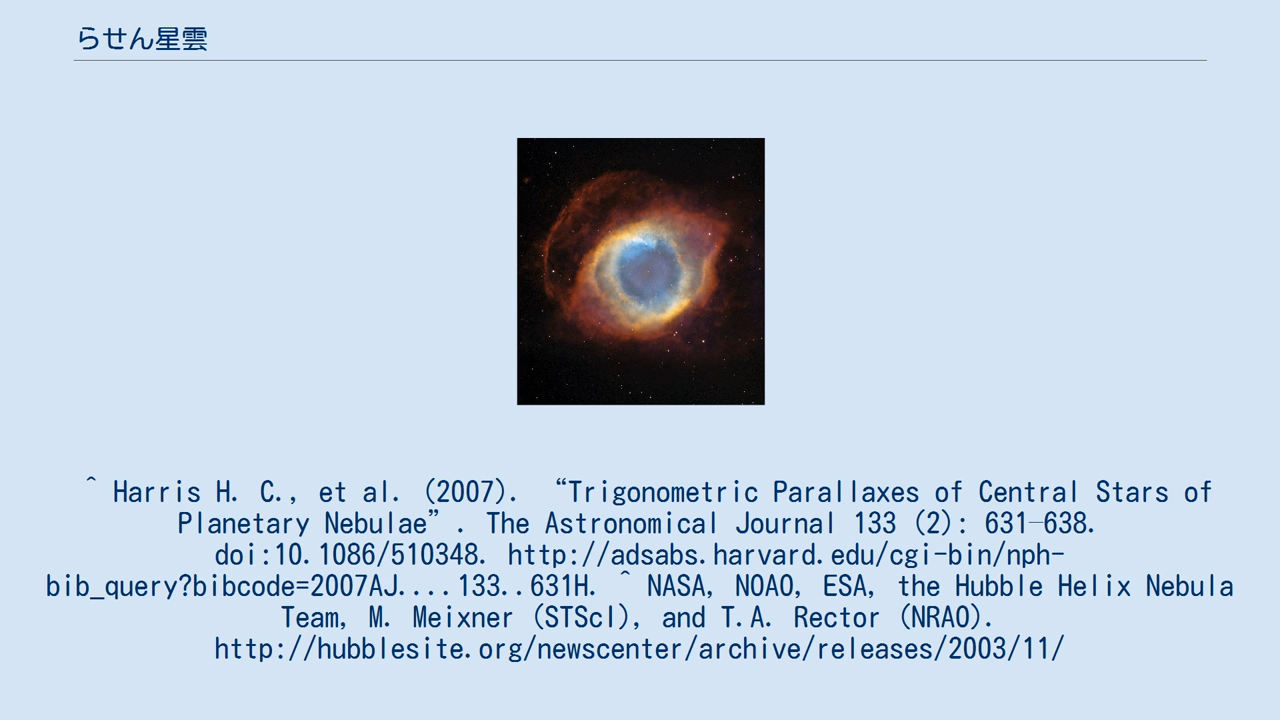 らせん星雲
^ Harris H. C., et al. (2007). “Trigonometric Parallaxes of Central Stars of
Planetary Nebulae”. The Astronomical Journal 133 (2): 631–638.
doi:10.1086/510348. http://adsabs.harvard.edu/cgi-bin/nph-
bib_query?bibcode=2007AJ....133..631H. ^ NASA, NOAO, ESA, the Hubble Helix Nebula
Team, M. Meixner (STScI), and T.A. Rector (NRAO).
http://hubblesite.org/newscenter/archive/releases/2003/11/